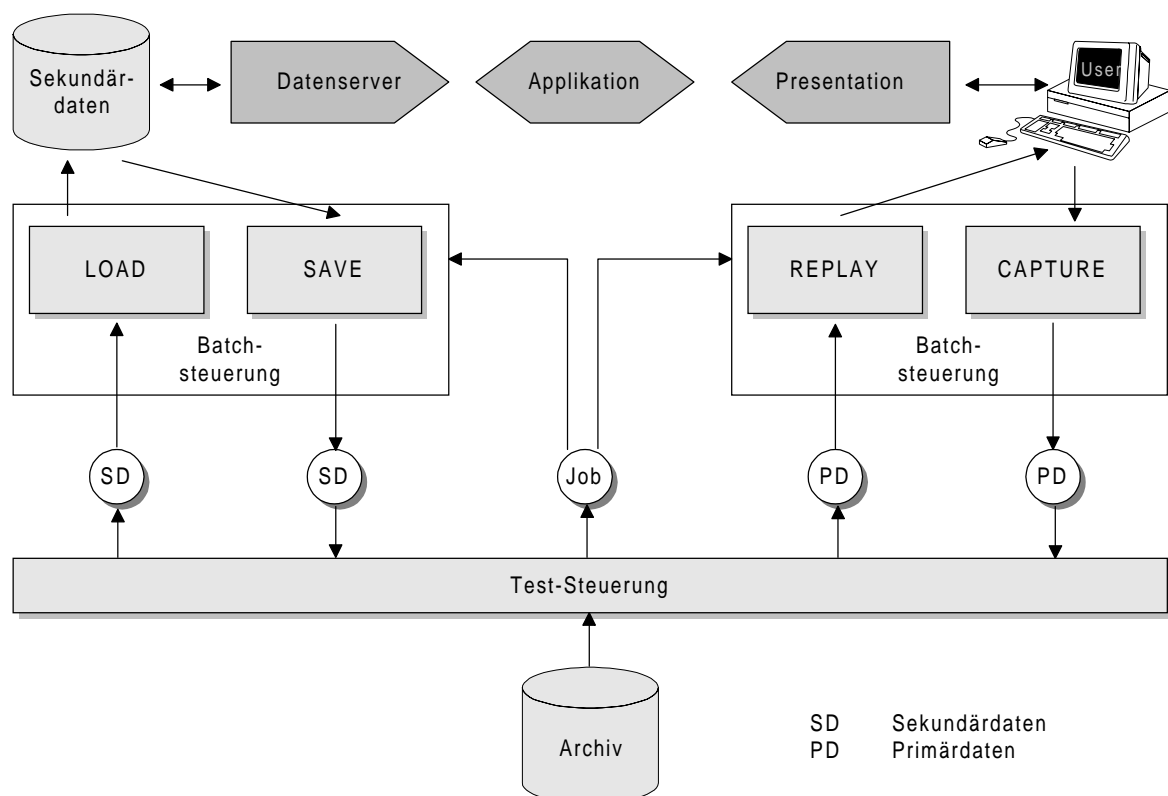 Sekundär-
daten
Datenserver
Applikation
Presentation
User
LOAD
SAVE
REPLAY
CAPTURE
Batch-
steuerung
Batch-
steuerung
SD
SD
Job
PD
PD
Test-Steuerung
Archiv
SD Sekundärdaten
PD Primärdaten